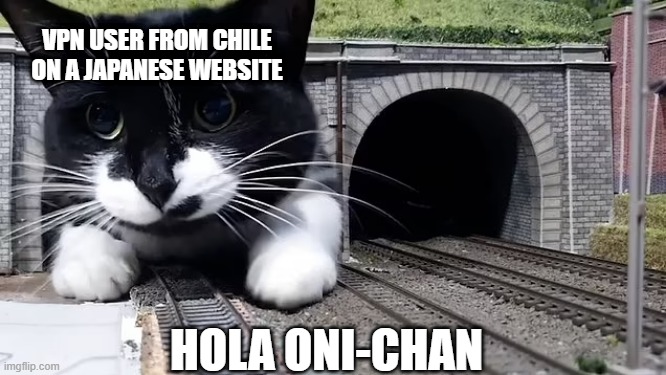 VPN USER FROM CHILE
ON A JAPANESE WEBSITE
HOLA ONI-CHAN
imgflip.com